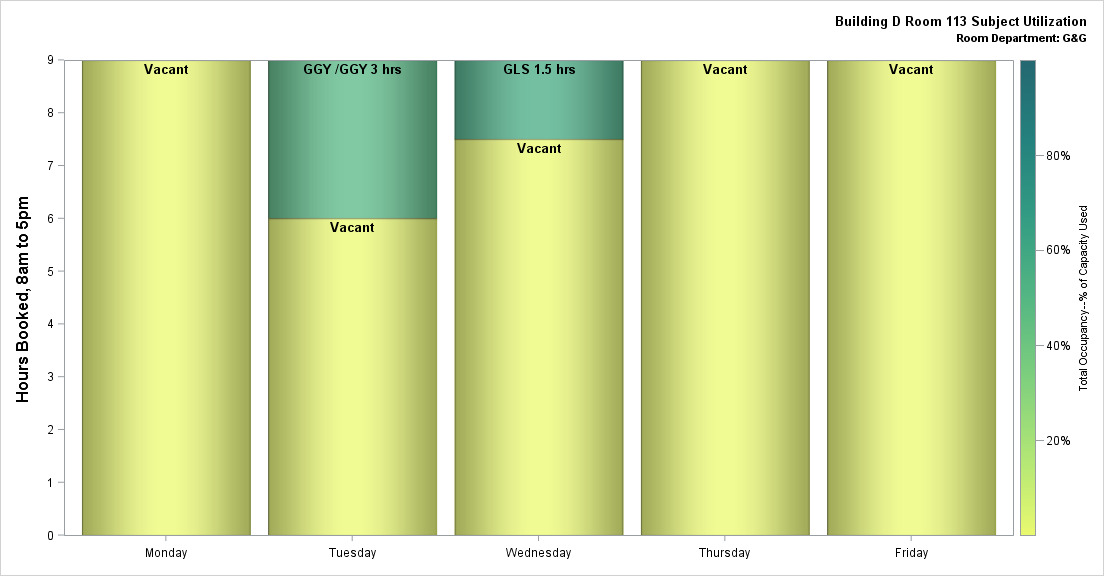 Building D Room 113 Subject Utilization
Room Department: G&G
Hours Booked, 8am to 5pm
9
8
7
6
5
4
3
2
1
0
Vacant
GGY /GGY 3 hrs
Vacant
GLS 1.5 hrs
Vacant
Vacant
Vacant
Monday
Tuesday
Wednesday
Thursday
Friday
80%
60%
40%
20%
Total Occupancy--% of Capacity Used